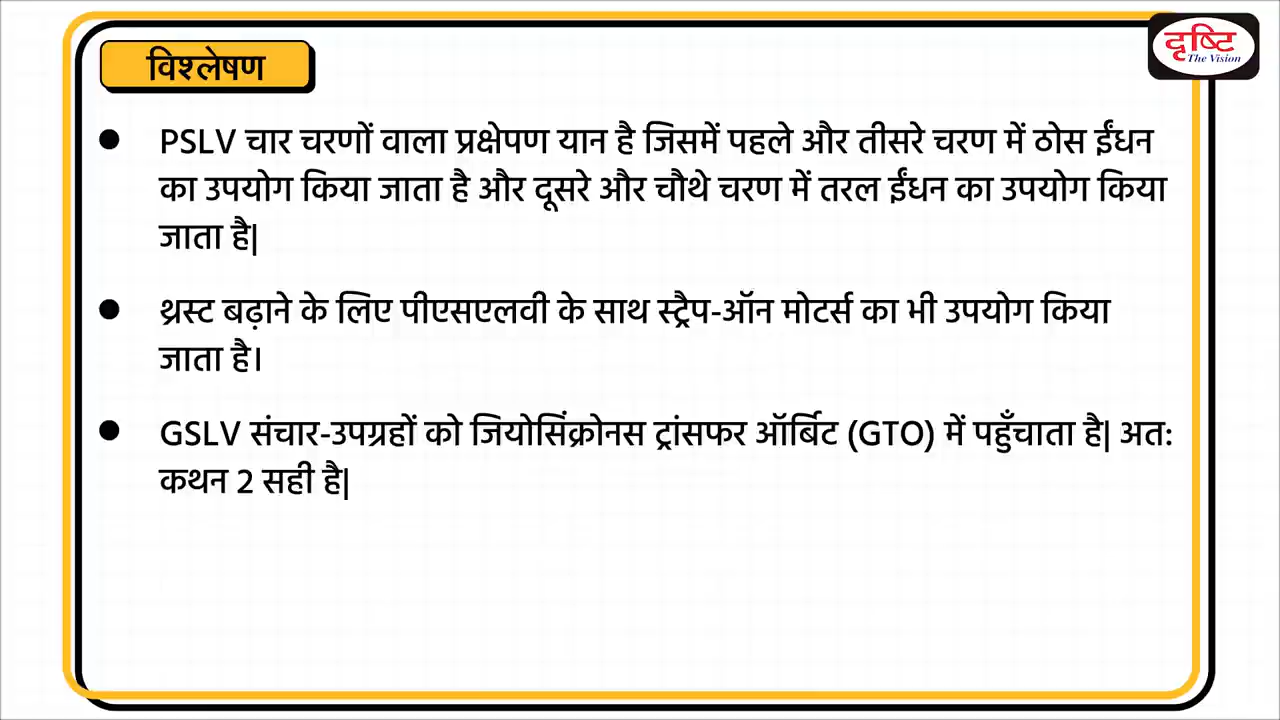 विश्लेषण
दृष्टि
The Vision
PSLV चार चरणों वाला प्रक्षेपण यान है जिसमें पहले और तीसरे चरण में ठोस ईंधन
का उपयोग किया जाता है और दूसरे और चौथे चरण में तरल ईंधन का उपयोग किया
जाता है|
थ्रस्ट बढ़ाने के लिए पीएसएलवी के साथ स्ट्रैप-ऑन मोटर्स का भी उपयोग किया
जाता है।
GSLV संचार-उपग्रहों को जियोसिंक्रोनस ट्रांसफर ऑर्बिट (GTO) में पहुँचाता है| अत:
कथन 2 सही है|